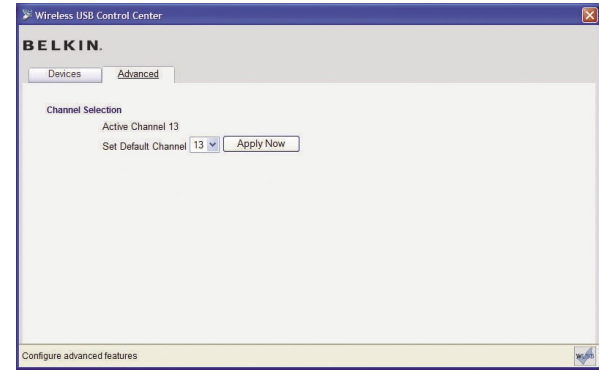 Wireless USB Control Center
BELKIN.
Devices Advanced
Channel Selection
Active Channel 13
Set Default Channel 13 Apply Now
Configure advanced features